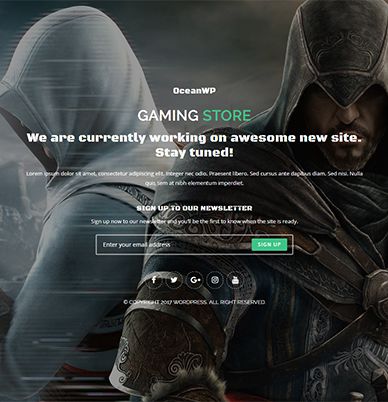 OceanWP
GAMING STORE
We are currently working on awesome new site.
Stay tuned!
Lorem ipsum dolor sit amet, consectetur adipiscing elit. Integer nec odio. Praesent libero. Sed cursus ante dapibus diam. Sed nisi. Nulla
quis sem at nibh elementum imperdiet.
SIGN UP TO OUR NEWSLETTER
Sign up now to our newsletter and you'll be the first to know when the site is ready.
Enter your email address
SIGN UP
© COPYRIGHT 2017 WORDPRESS. ALL RIGHT RESERVED.